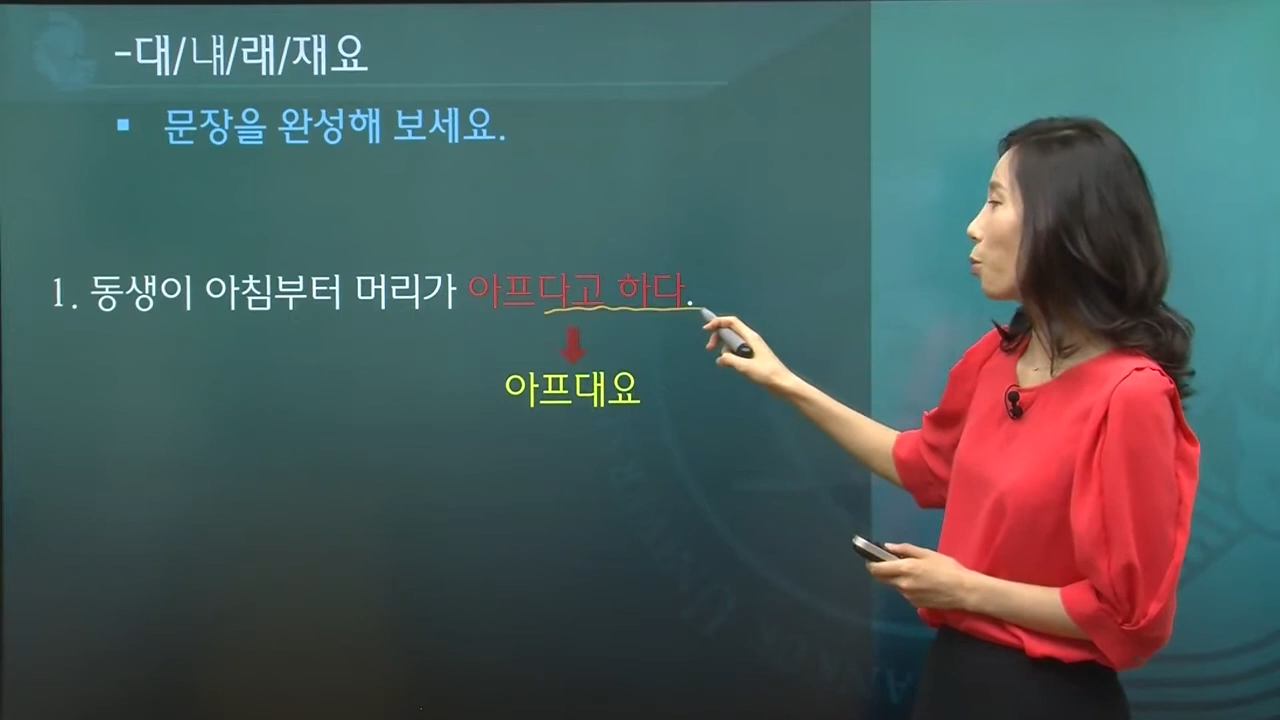 -대/냬/래/재요
▪ 문장을 완성해 보세요.
1. 동생이 아침부터 머리가 아프다고 하다.
아프대요